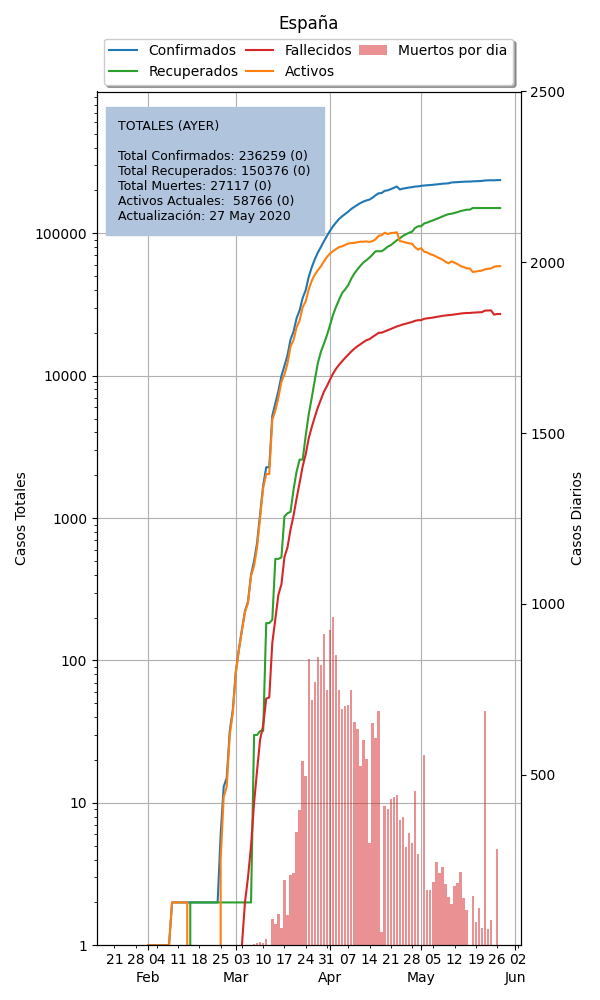 España
Confirmados Fallecidos Muertos por dia
Recuperados Activos
TOTALES (AYER)
Total Confirmados: 236259 (0)
Total Recuperados: 150376 (0)
Total Muertes: 27117 (0)
Activos Actuales:  58766 (0)
Actualización: 27 May 2020
Casos Totales
100000
10000
1000
100
10
1
2500
2000
1500
1000
500
Casos Diarios
21 28 04 11 18 25 03 10 17 24 31 07 14 21 28 05 12 19 26 02
Feb Mar Apr May Jun